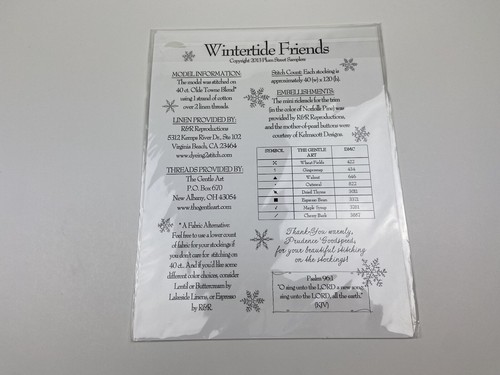 Wintertide Friends
Copyright 2013 Plum Street Samplers
MODEL INFORMATION:
The model was stitched on
40 ct. Olde Towne Blend*
using 1 strand of cotton
over 2 linen threads
LINEN PROVIDED BY:
R&R Reproductions
5312 Kemps River Dr., Ste 102
Virginia Beach, VA 23464
www.dyeing2stitch.com
THREADS PROVIDED BY:
The Gentle Art
P.O. Box 670
New Albany, OH 43054
thegentleart.com
* A Fabric Alternative:
Feel free to use a lower count
of fabric for your stockings if
you don't care for stitching on
40 ct.. And if you'd like some
different color choices, consider
Lentil or Buttercream by
Lakeside Linens, or Espresso
by R&R.
Stitch Count: Each stocking is
approximately 40 (w) x 120 (h).
EMBELLISHMENTS:
The mini rickrack for the trim
(in the color of Norfolk Pine) was
provided by R&R Reproductions,
and the mother-of-pearl buttons were
courtesy of Kelmscott Designs.
SYMBOL THE GENTLE ART DMC
Wheat Fields 422
Gingersnap 434
Walnut 646
Oatmeal 822
Dried Thyme
Espresso Bean
Maple Syrup
Cherry Bark
Thank You warmly,
Prudence Goodspeed,
for your beautiful stitching
on the stockings!
Psalm 96:1
"O sing unto the LORD a new song:
sing unto the LORD, all the earth."
(KJV)